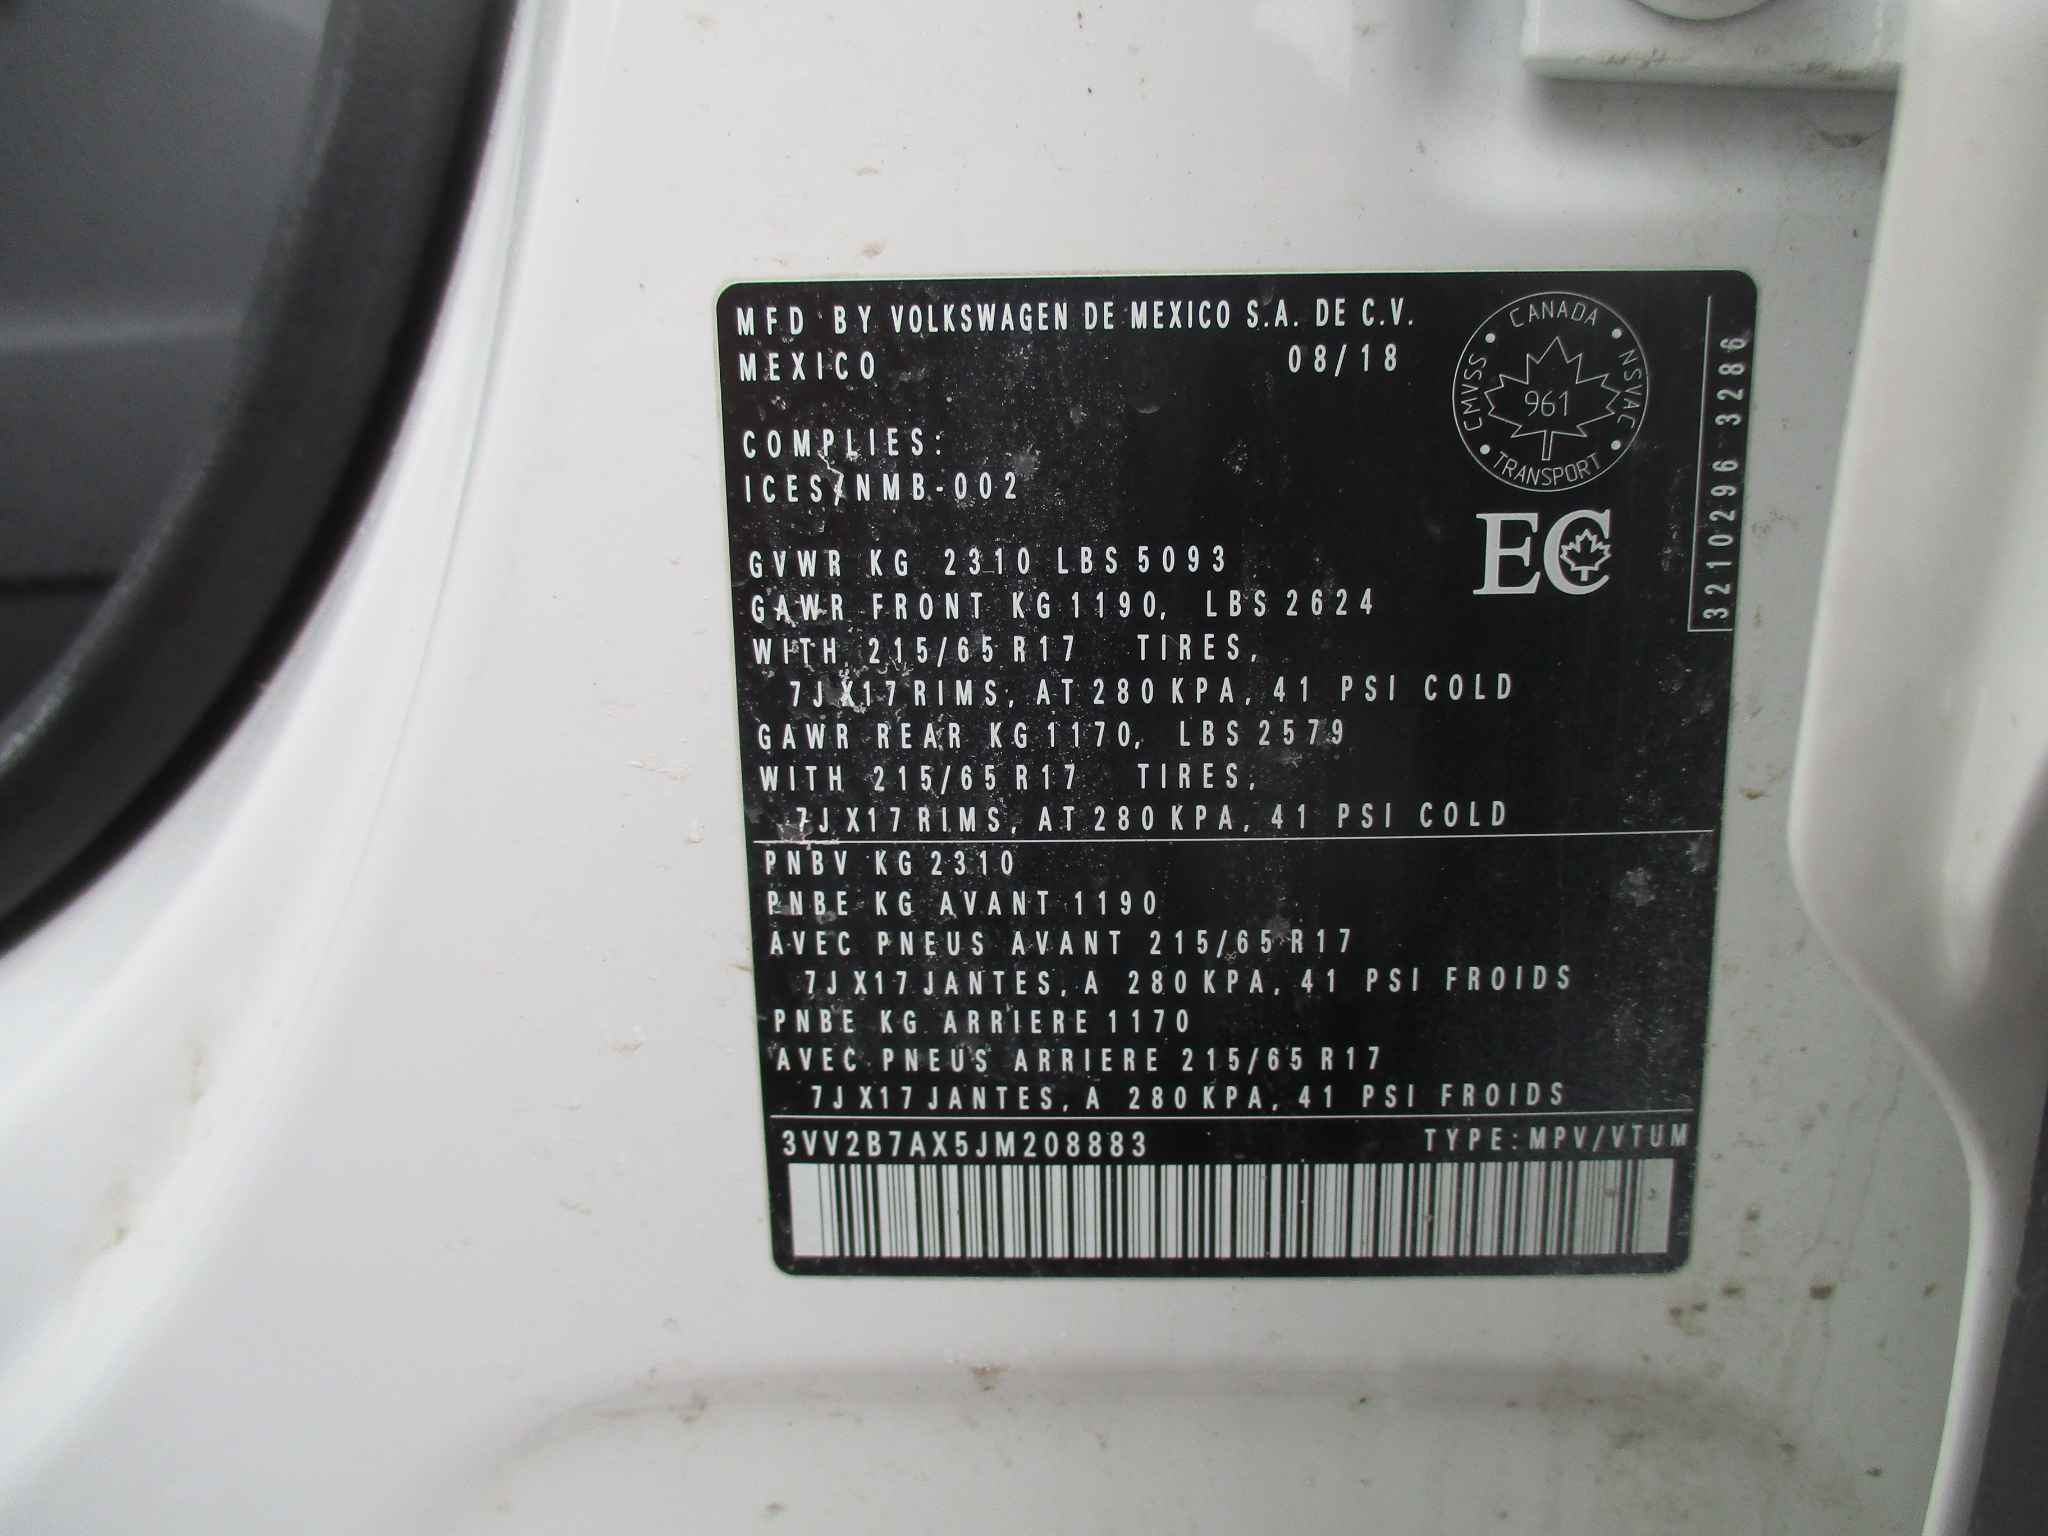 MFD BY VOLKSWAGEN DE MEXICO S.A. DE C.V.
MEXICO 08/18
CANADA
CMVSS
NSVAC
961
TRANSPORT
COMPLIES:
ICES/NMB-002
EC
3210296 3286
GVWR KG 2310 LBS 5093
GAWR FRONT KG 1190, LBS 2624
WITH 215/65 R17 TIRES,
7J X17 RIMS, AT 280 KPA, 41 PSI COLD
GAWR REAR KG 1170, LBS 2579
WITH 215/65 R17 TIRES,
7J X17 RIMS, AT 280 KPA, 41 PSI COLD
PNBV KG 2310
PNBE KG AVANT 1190
AVEC PNEUS AVANT 215/65 R17
7J X17 JANTES, A 280 KPA, 41 PSI FROIDS
PNBE KG ARRIERE 1170
AVEC PNEUS ARRIERE 215/65 R17
7J X17 JANTES, A 280 KPA, 41 PSI FROIDS
3VV2B7AX5JM208883 TYPE: MPV/VTUM